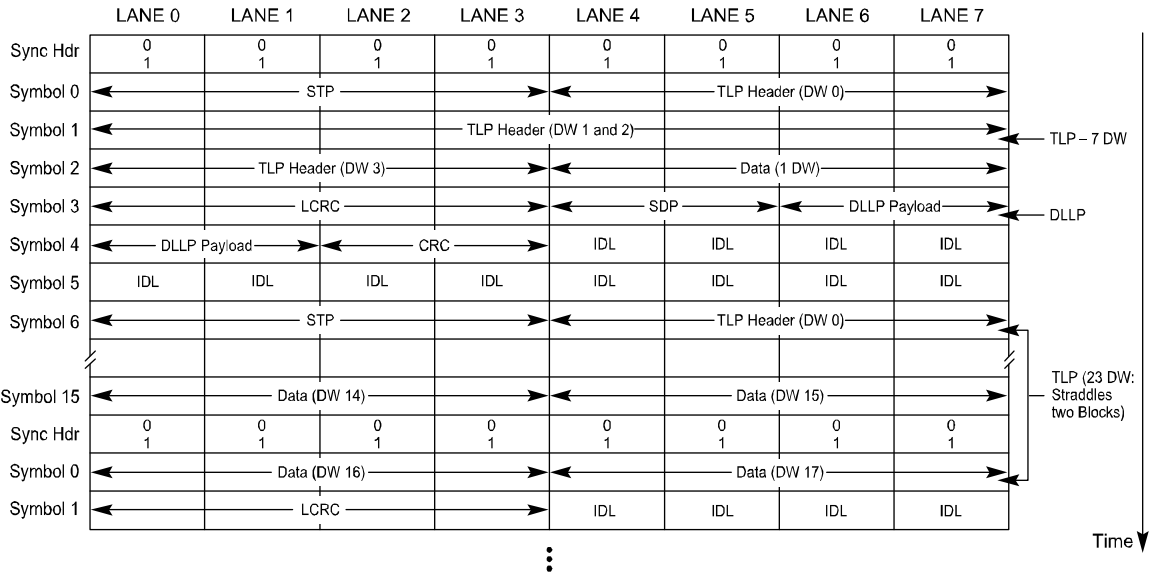 LANE 0 LANE 1 LANE 2 LANE 3 LANE 4 LANE 5 LANE 6 LANE 7
Sync Hdr 0 0 0 0 0 0 0 0
1 1 1 1 1 1 1 1
Symbol 0 STP TLP Header (DW 0)
Symbol 1 TLP Header (DW 1 and 2)
TLP – 7 DW
Symbol 2 TLP Header (DW 3) Data (1 DW)
Symbol 3 LCRC SDP DLLP Payload
DLLP
Symbol 4 DLLP Payload CRC IDL IDL IDL IDL
Symbol 5 IDL IDL IDL IDL IDL IDL IDL IDL
Symbol 6 STP TLP Header (DW 0)
TLP (23 DW:
Straddles
two Blocks)
Symbol 15 Data (DW 14) Data (DW 15)
Sync Hdr 0 0 0 0 0 0 0 0
1 1 1 1 1 1 1 1
Symbol 0 Data (DW 16) Data (DW 17)
Symbol 1 LCRC IDL IDL IDL IDL
Time